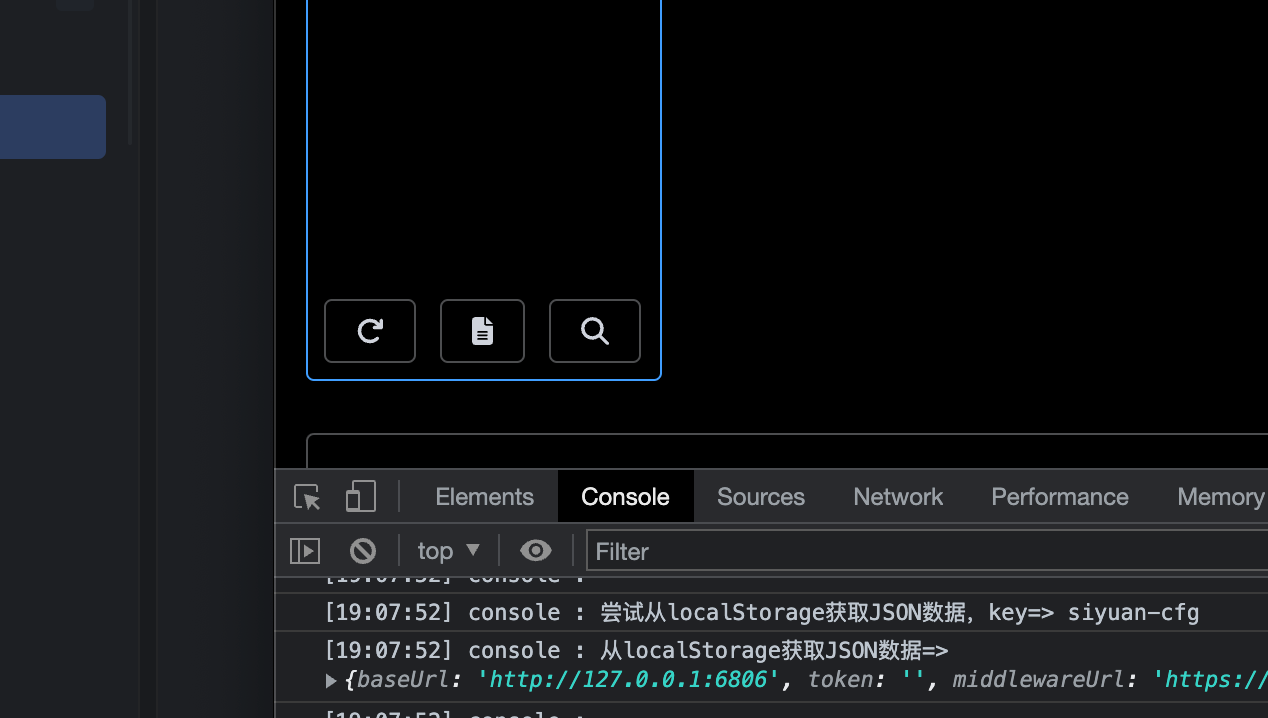 Elements Console Sources Network Performance Memory
top Filter
[19:07:52] console :
[19:07:52] console : 尝试从localStorage获取JSON数据，key=> siyuan-cfg
[19:07:52] console : 从localStorage获取JSON数据=>
{baseUrl: 'http://127.0.0.1:6806', token: '', middlewareUrl: 'https://
[19:07:52] console :